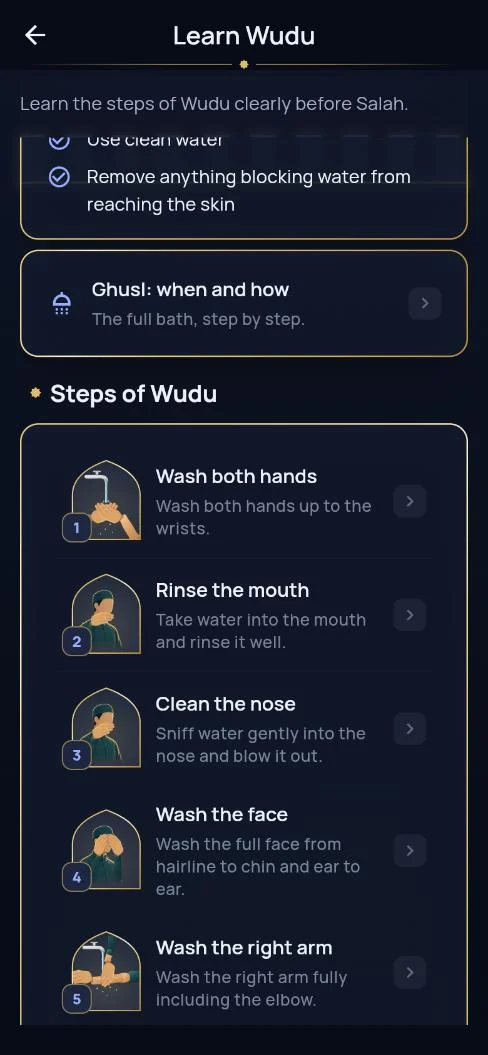 Learn Wudu
Learn the steps of Wudu clearly before Salah.
Use clean water
Remove anything blocking water from
reaching the skin
Ghusl: when and how
The full bath, step by step.
Steps of Wudu
Wash both hands
Wash both hands up to the
wrists.
1
Rinse the mouth
Take water into the mouth
and rinse it well.
2
Clean the nose
Sniff water gently into the
nose and blow it out.
3
Wash the face
Wash the full face from
hairline to chin and ear to
ear.
4
Wash the right arm
Wash the right arm fully
including the elbow.
5